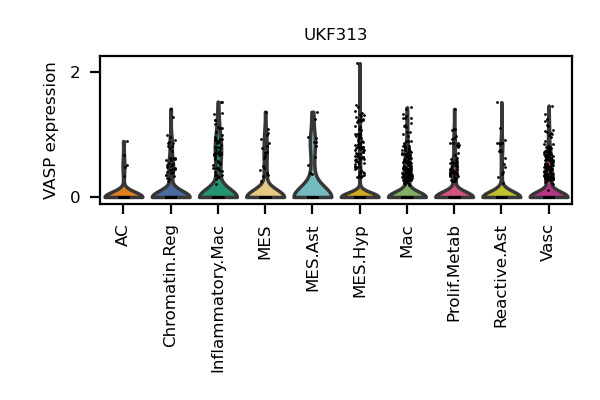 UKF313
VASP expression
2
0
AC
Chromatin.Reg
Inflammatory.Mac
MES
MES.Ast
MES.Hyp
Mac
Prolif.Metab
Reactive.Ast
Vasc